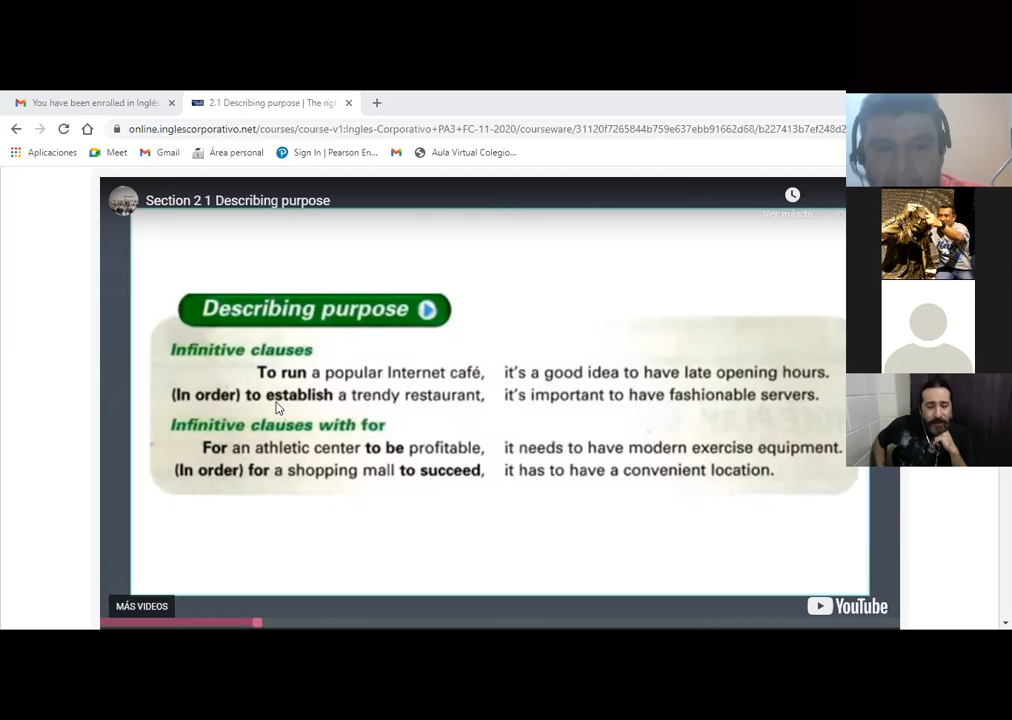 You have been enrolled in Inglés
2.1 Describing purpose | The rig
online.inglescorporativo.net/courses/course-v1:Ingles-Corporativo+PA3+FC-11-2020/courseware/31120f7265844b759e637ebb91662d68/b227413b7ef248d2
Aplicaciones Meet Gmail Área personal Sign In | Pearson En... Aula Virtual Colegio...
Section 2 1 Describing purpose
Ver más ta
Describing purpose
Infinitive clauses
To run a popular Internet café, it's a good idea to have late opening hours.
(In order) to establish a trendy restaurant, it's important to have fashionable servers.
Infinitive clauses with for
For an athletic center to be profitable, it needs to have modern exercise equipment.
(In order) for a shopping mall to succeed, it has to have a convenient location.
MÁS VIDEOS
YouTube